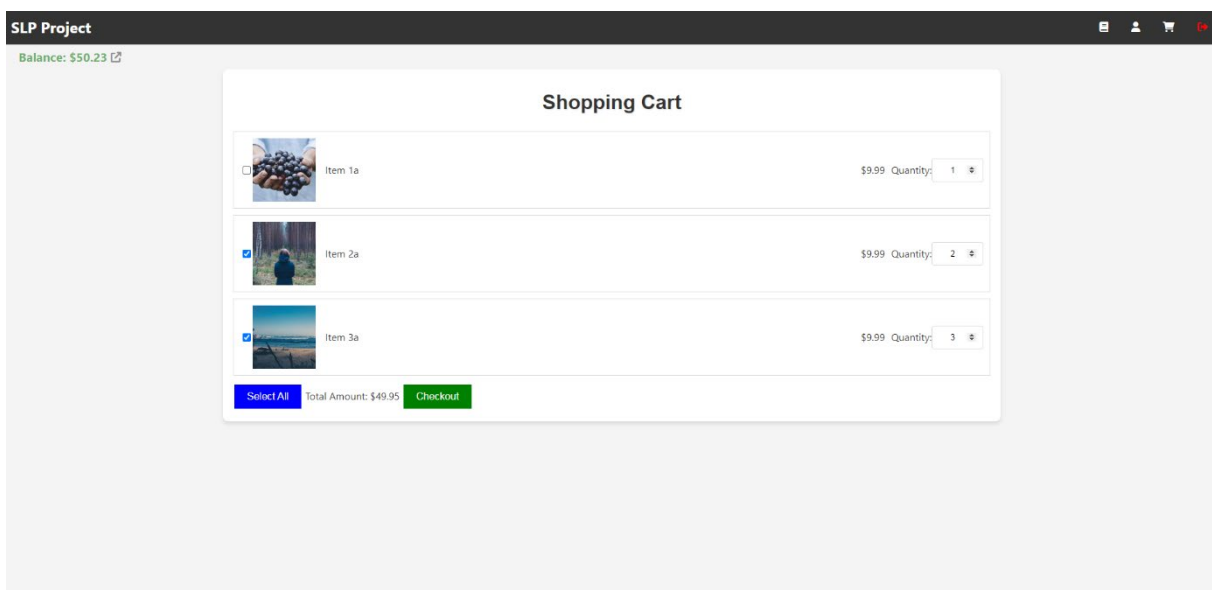 SLP Project
Balance: $50.23
Shopping Cart
Item 1a $9.99 Quantity: 1
Item 2a $9.99 Quantity: 2
Item 3a $9.99 Quantity: 3
Select All Total Amount: $49.95 Checkout